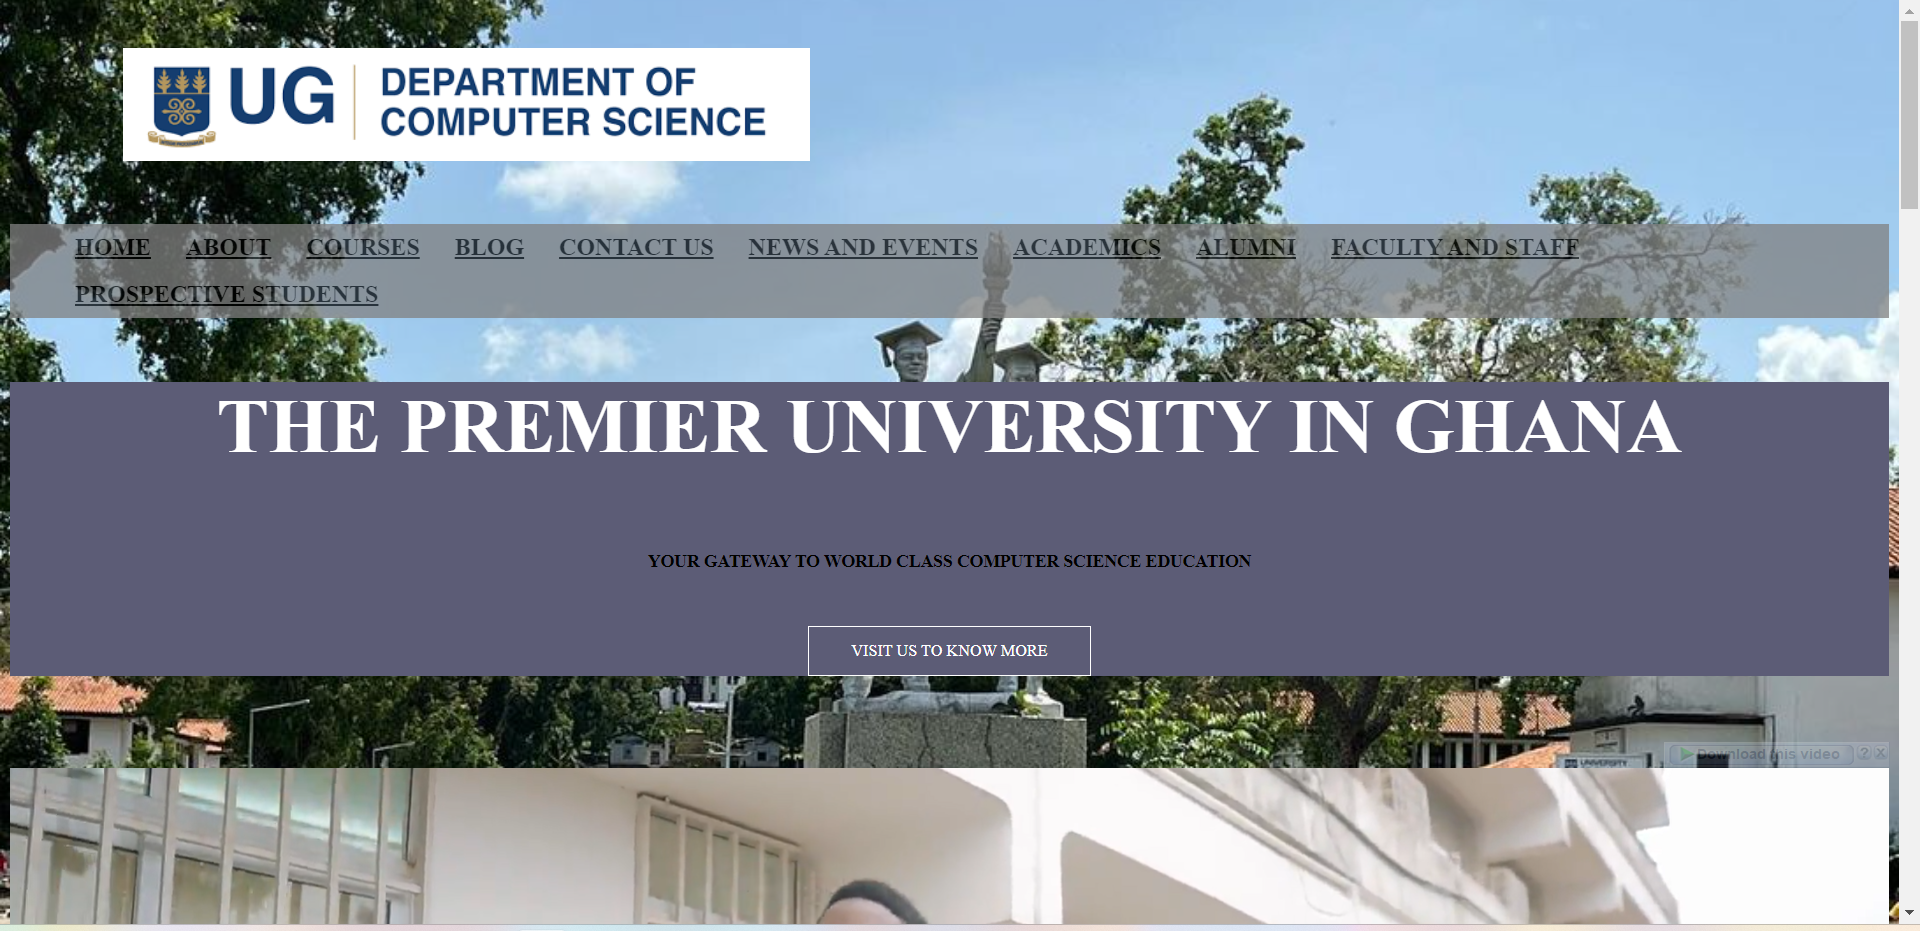 UG
DEPARTMENT OF
COMPUTER SCIENCE
HOME ABOUT COURSES BLOG CONTACT US NEWS AND EVENTS ACADEMICS ALUMNI FACULTY AND STAFF
PROSPECTIVE STUDENTS
THE PREMIER UNIVERSITY IN GHANA
YOUR GATEWAY TO WORLD CLASS COMPUTER SCIENCE EDUCATION
VISIT US TO KNOW MORE
Download this video ? X
UNIVERSITY